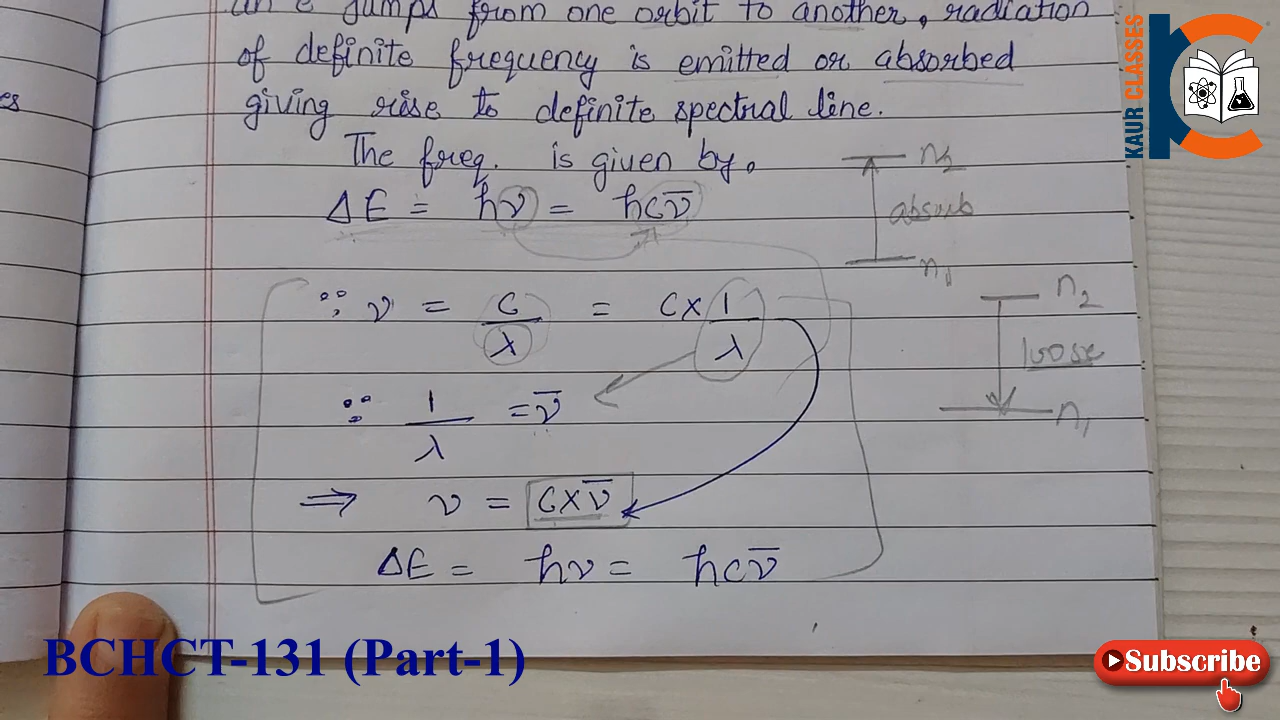 an e⁻ jumps from one orbit to another, radiation
of definite frequency is emitted or absorbed
giving rise to definite spectral line.
The freq. is given by.
ΔE = hν = hcν̅
∵ ν = c/λ = c × 1/λ
∵ 1/λ = ν̅
⇒ ν = c×ν̅
ΔE = hν = hcν̅
n2
absorb
n1
n2
loose
n1
es
KAUR CLASSES
BCHCT-131 (Part-1)
Subscribe